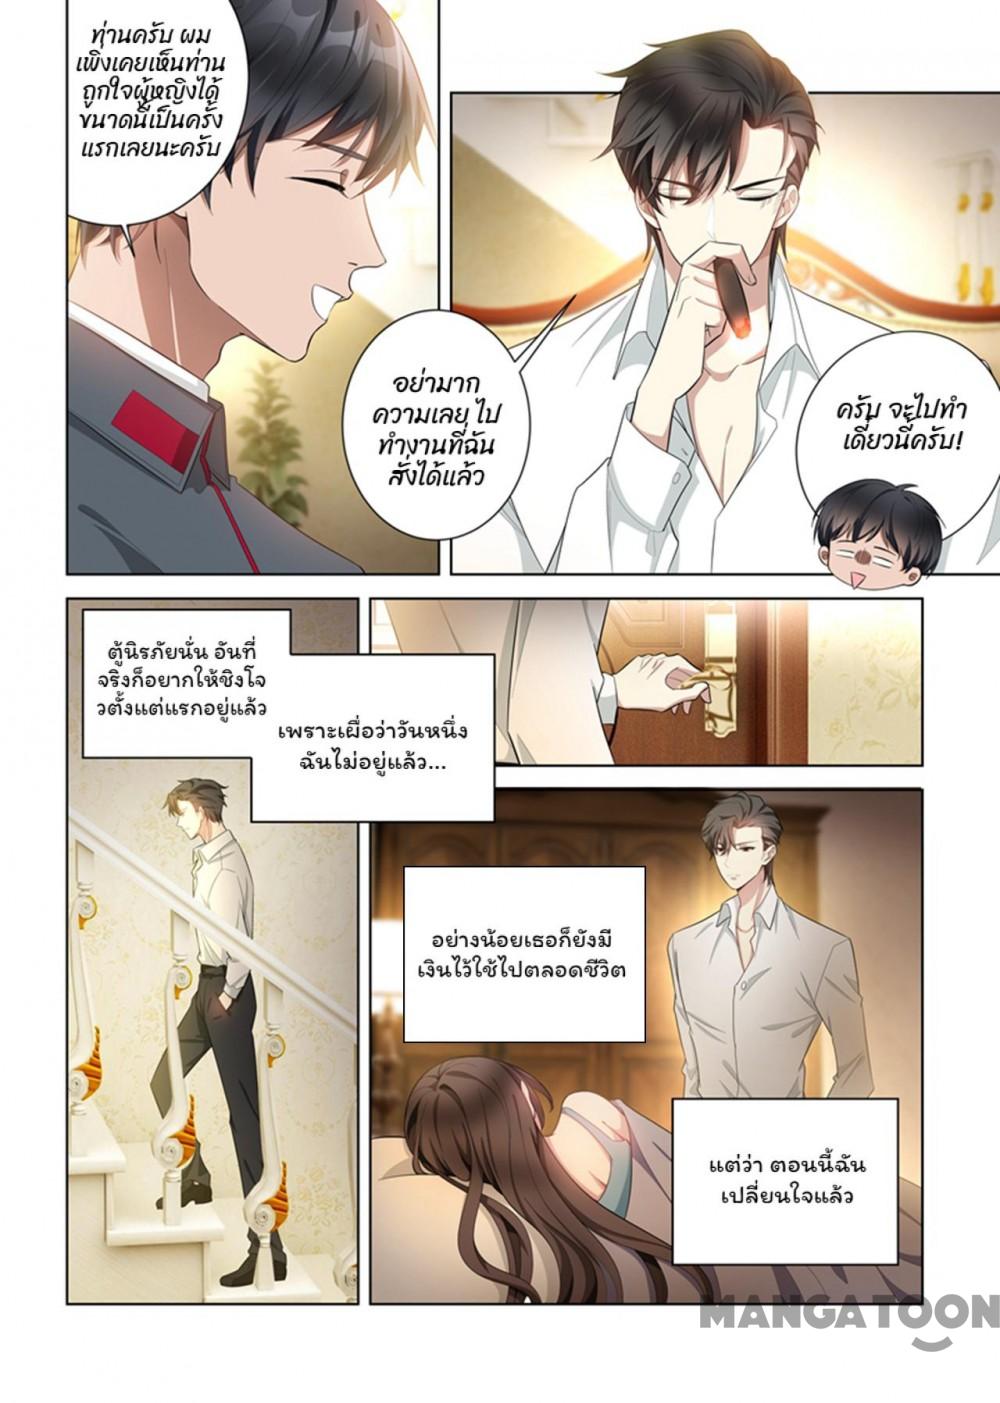 ท่านครับ ผม
เพิ่งเคยเห็นท่าน
ถูกใจผู้หญิงได้
ขนาดนี้เป็นครั้ง
แรกเลยนะครับ
อย่ามาก
ความเลย ไป
ทำงานที่ฉัน
สั่งได้แล้ว
ครับ จะไปทำ
เดี๋ยวนี้ครับ!
ตู้นิรภัยนั่น อันที่
จริงก็อยากให้ชิงโจ
วตั้งแต่แรกอยู่แล้ว
เพราะเผื่อว่าวันหนึ่ง
ฉันไม่อยู่แล้ว...
อย่างน้อยเธอก็ยังมี
เงินไว้ใช้ไปตลอดชีวิต
แต่ว่า ตอนนี้ฉัน
เปลี่ยนใจแล้ว
MANGATOON